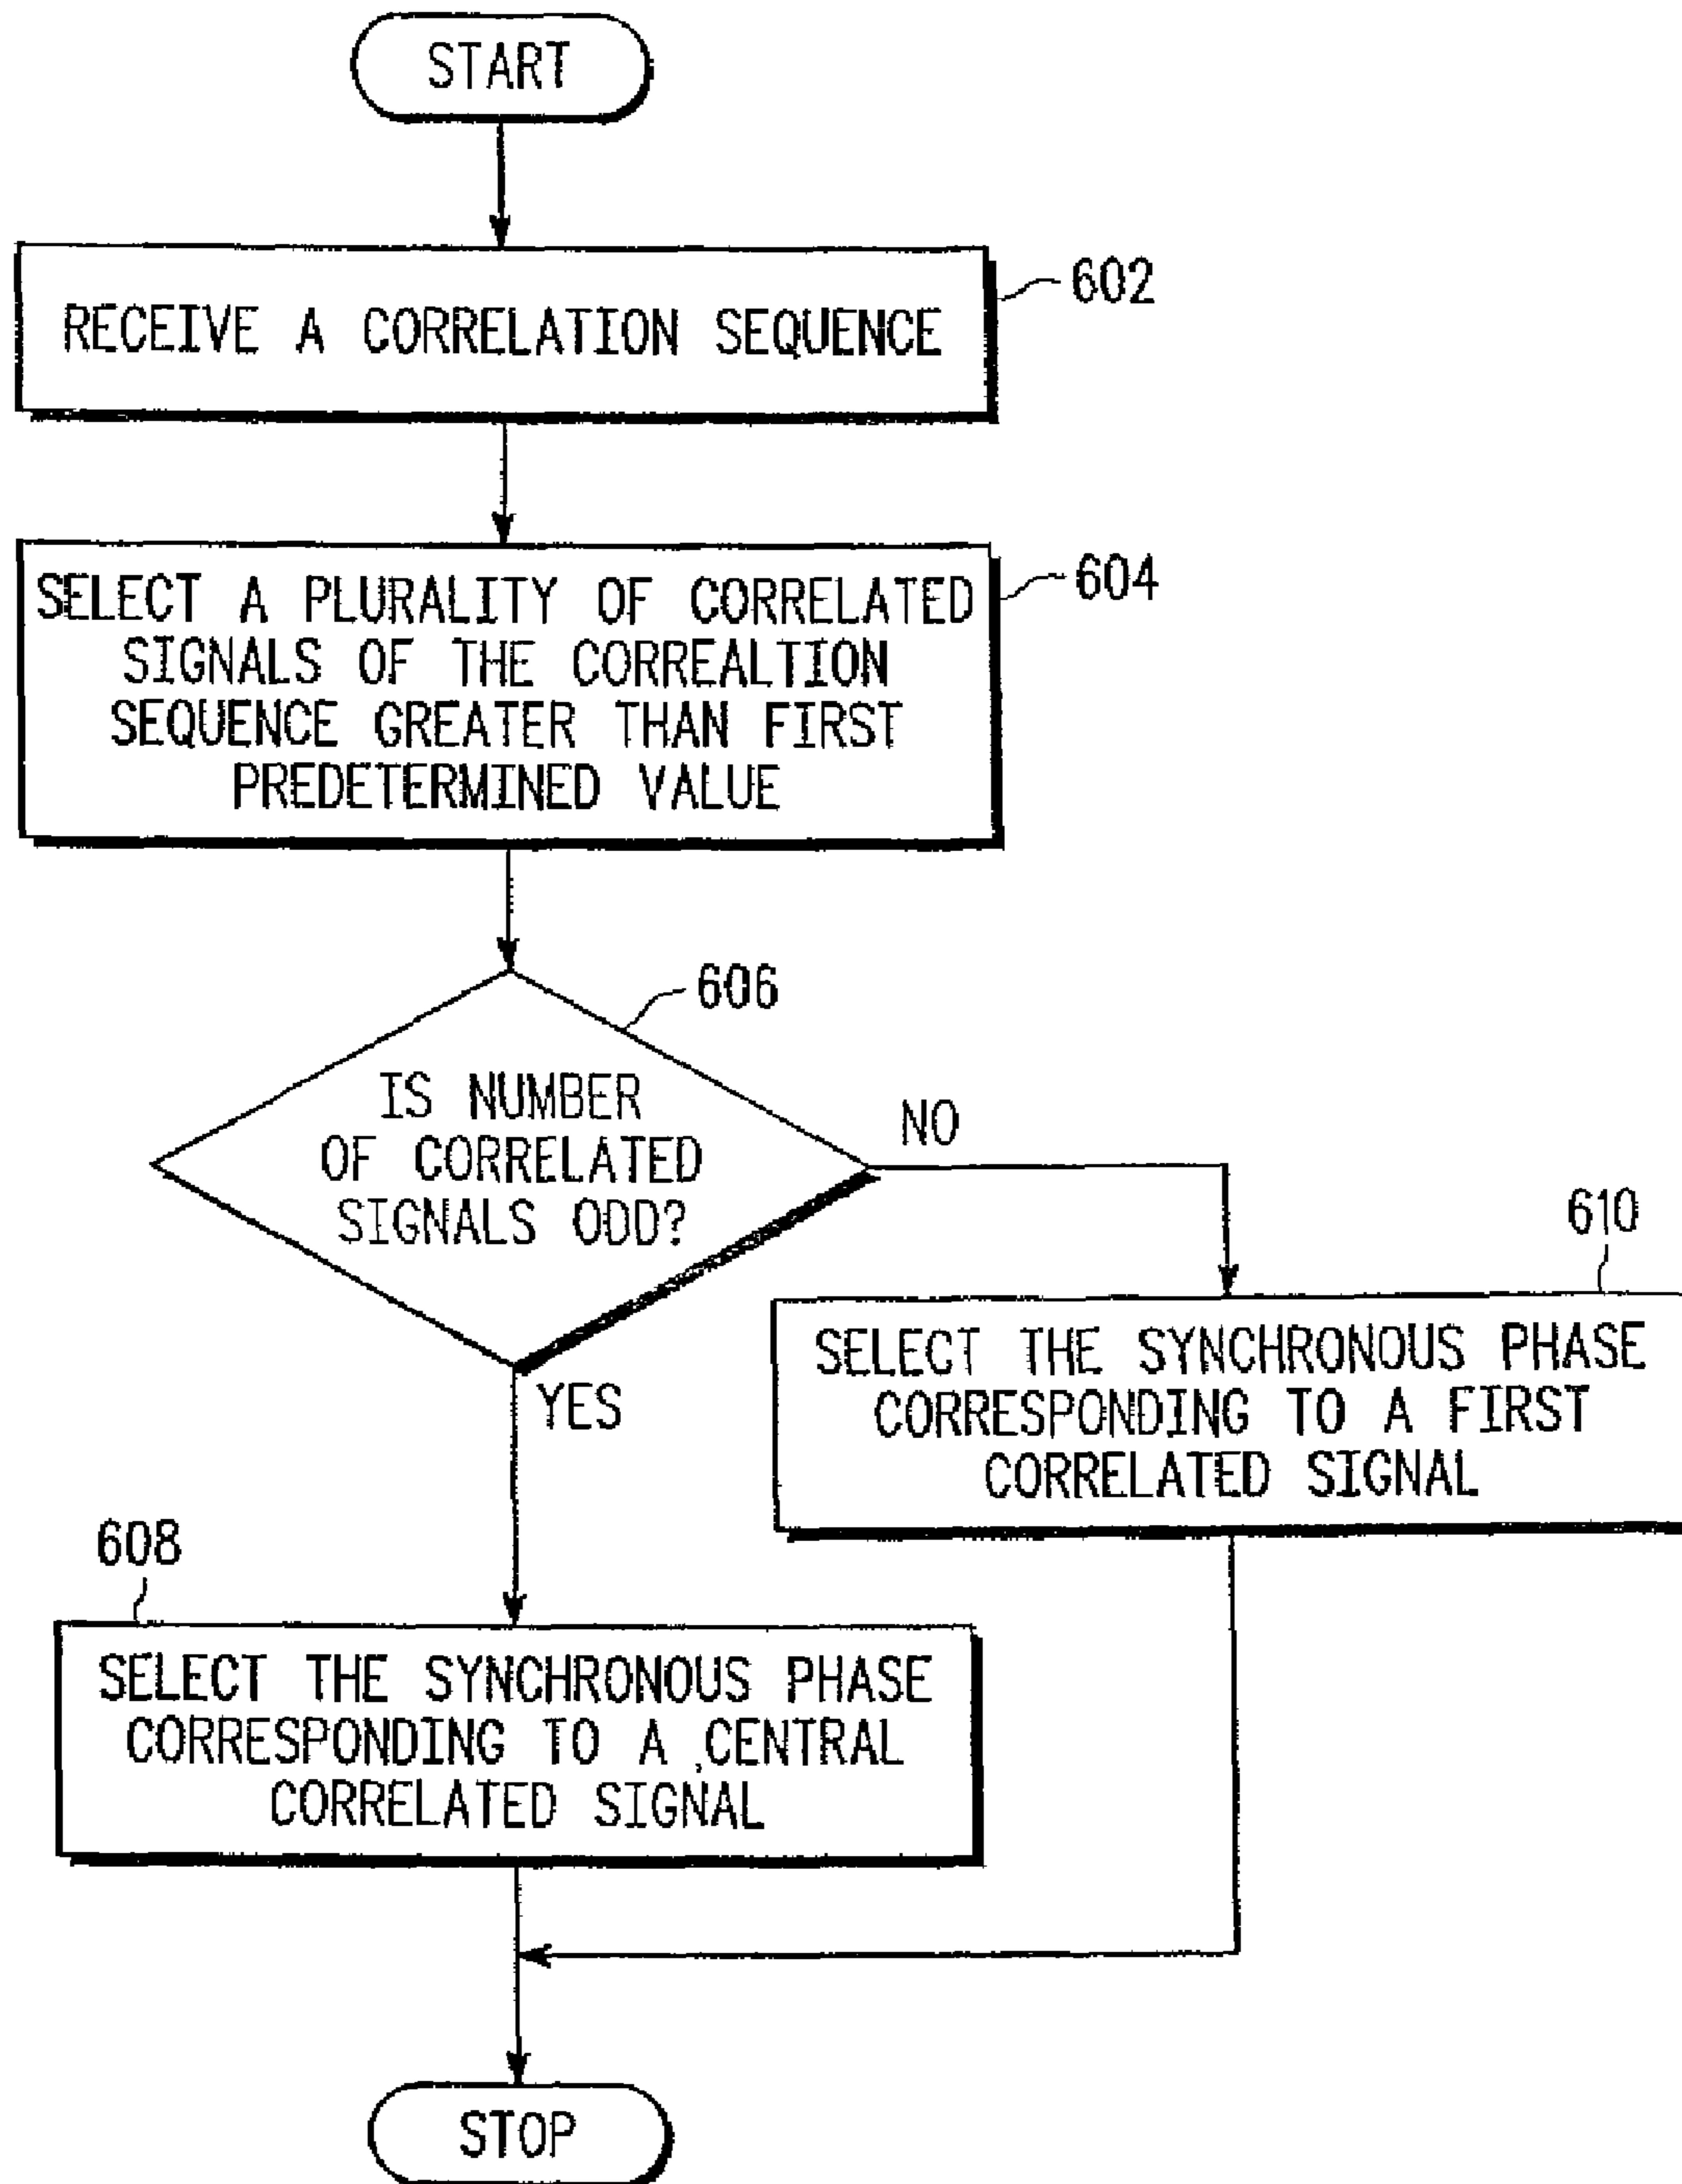 START
RECEIVE A CORRELATION SEQUENCE
602
SELECT A PLURALITY OF CORRELATED
SIGNALS OF THE CORREALTION
SEQUENCE GREATER THAN FIRST
PREDETERMINED VALUE
604
606
IS NUMBER
OF CORRELATED
SIGNALS ODD?
NO
YES
610
SELECT THE SYNCHRONOUS PHASE
CORRESPONDING TO A FIRST
CORRELATED SIGNAL
608
SELECT THE SYNCHRONOUS PHASE
CORRESPONDING TO A CENTRAL
CORRELATED SIGNAL
STOP